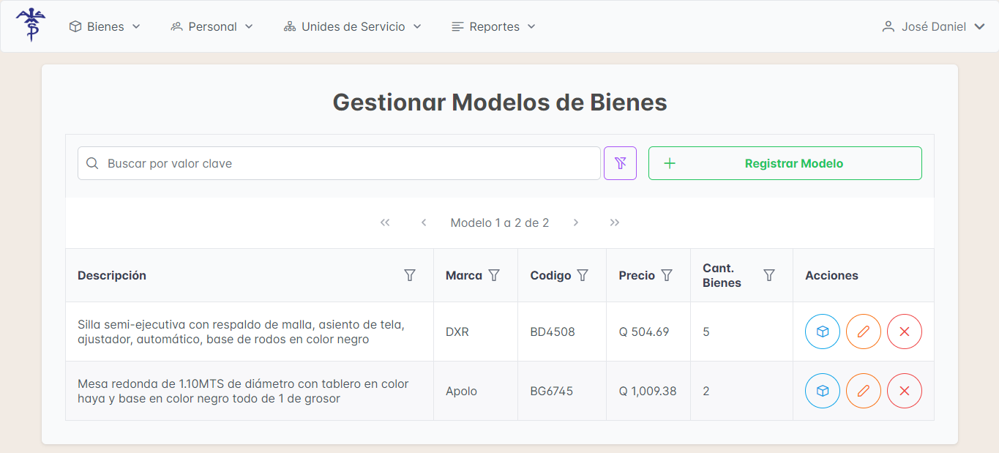 Bienes
Personal
Unides de Servicio
Reportes
José Daniel
Gestionar Modelos de Bienes
Buscar por valor clave
Registrar Modelo
Modelo 1 a 2 de 2
Descripción
Marca
Codigo
Precio
Cant.
Bienes
Acciones
Silla semi-ejecutiva con respaldo de malla, asiento de tela,
ajustador, automático, base de rodos en color negro
DXR
BD4508
Q 504.69
5
Mesa redonda de 1.10MTS de diámetro con tablero en color
haya y base en color negro todo de 1 de grosor
Apolo
BG6745
Q 1,009.38
2